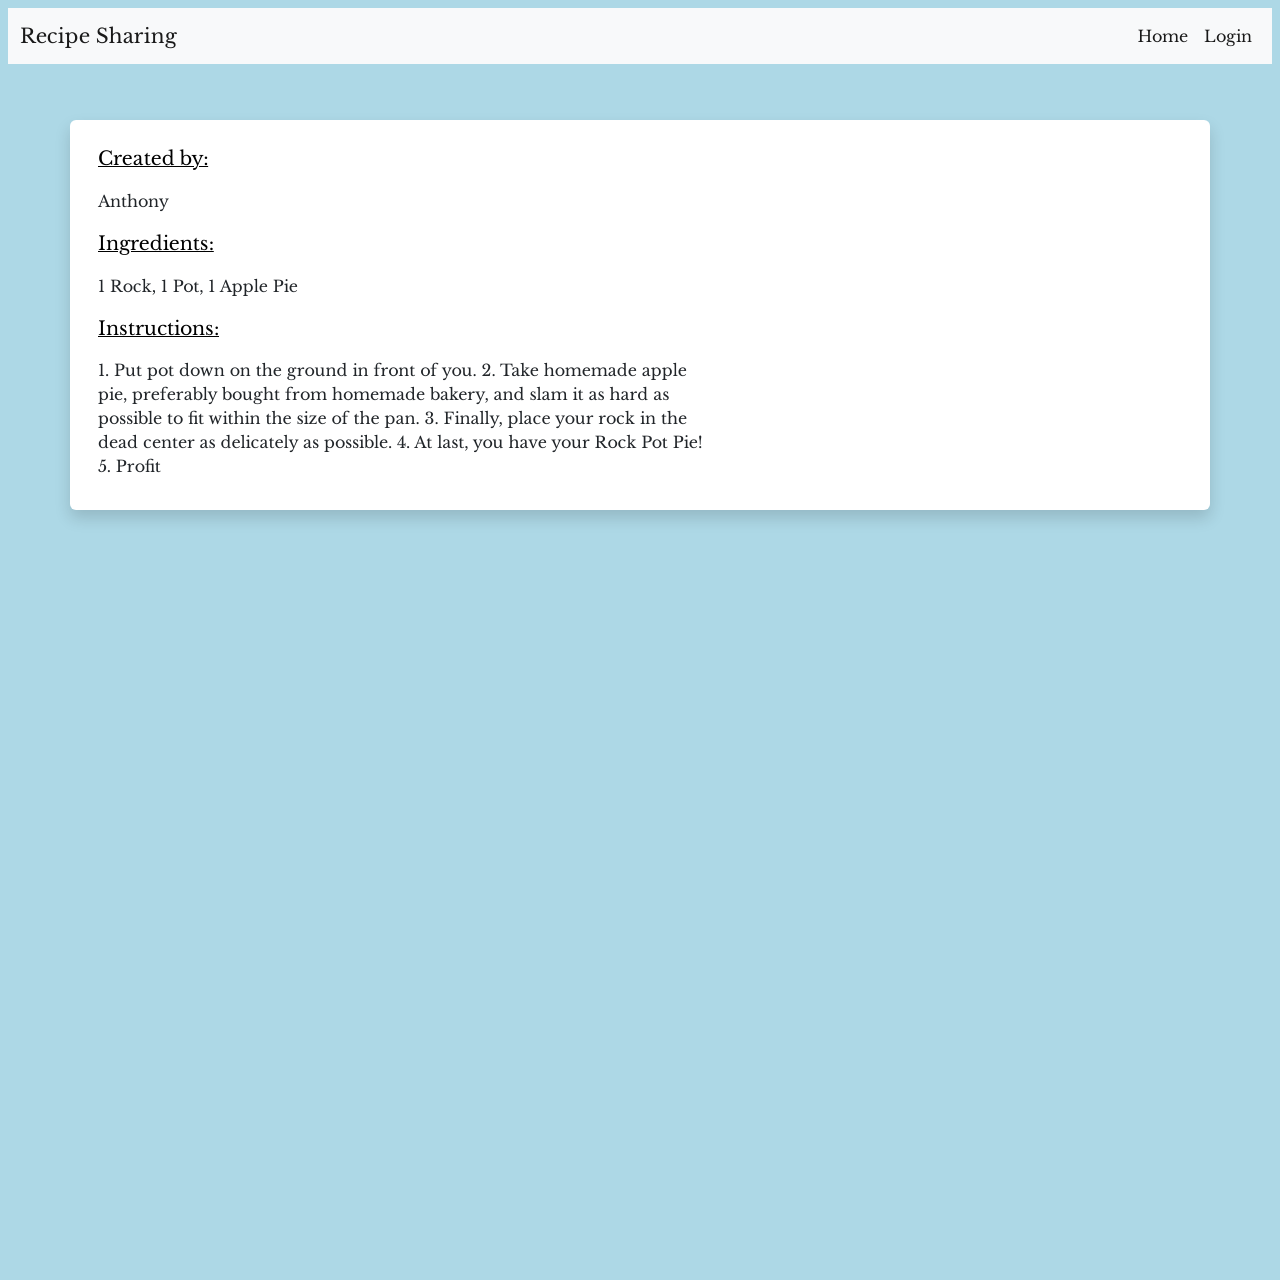 Recipe Sharing
Home Login
Created by:
Anthony
Ingredients:
1 Rock, 1 Pot, 1 Apple Pie
Instructions:
1. Put pot down on the ground in front of you. 2. Take homemade apple
pie, preferably bought from homemade bakery, and slam it as hard as
possible to fit within the size of the pan. 3. Finally, place your rock in the
dead center as delicately as possible. 4. At last, you have your Rock Pot Pie!
5. Profit